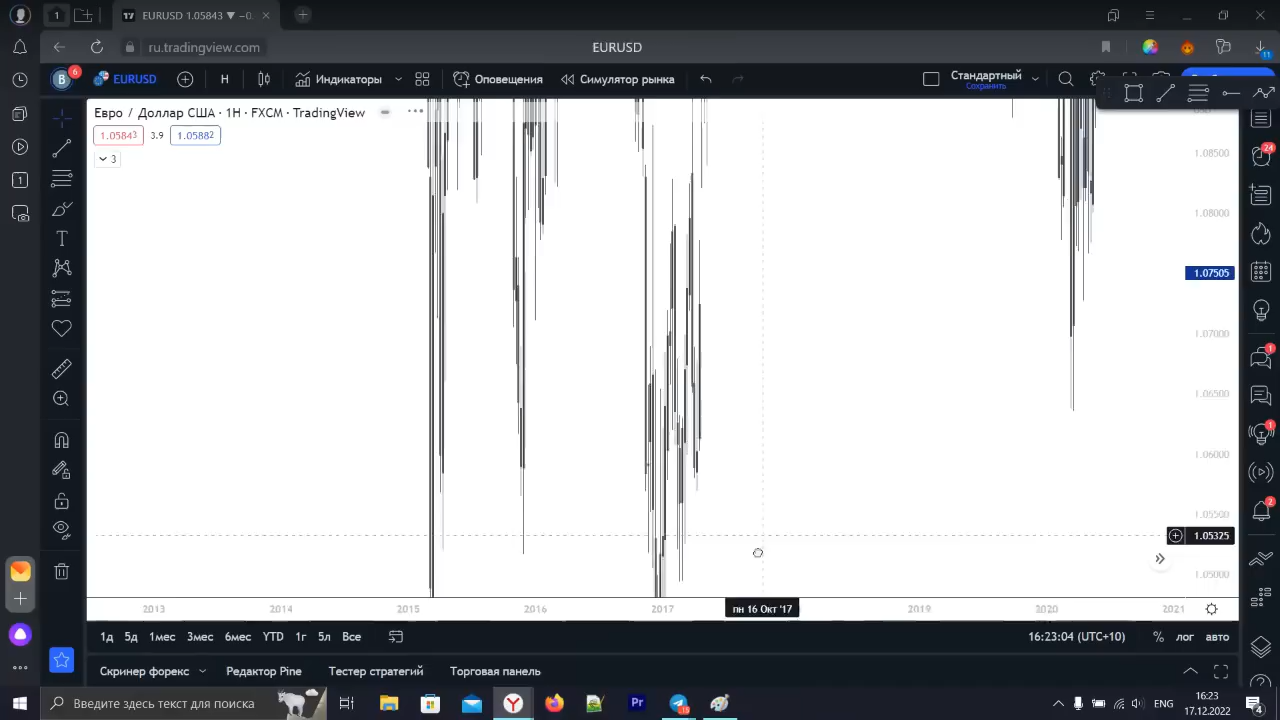 1
EURUSD 1.05843 ▼ −0.
ru.tradingview.com
EURUSD
11
B
6
EURUSD
Н
Индикаторы
Оповещения
Симулятор рынка
Стандартный
Сохранить
Евро / Доллар США · 1Н · FXCM · TradingView
1.05843 3.9 1.05882
3
1
24
1
1
2
1.08500
1.08000
1.07505
1.07000
1.06500
1.06000
1.05500
1.05325
1.05000
2013 2014 2015 2016 2017 пн 16 Окт '17 2019 2020 2021
1д 5д 1мес 3мес 6мес YTD 1г 5л Все
16:23:04 (UTC+10) % лог авто
Скринер форекс Редактор Pine Тестер стратегий Торговая панель
Введите здесь текст для поиска
Pr
ENG
16:23
17.12.2022
4